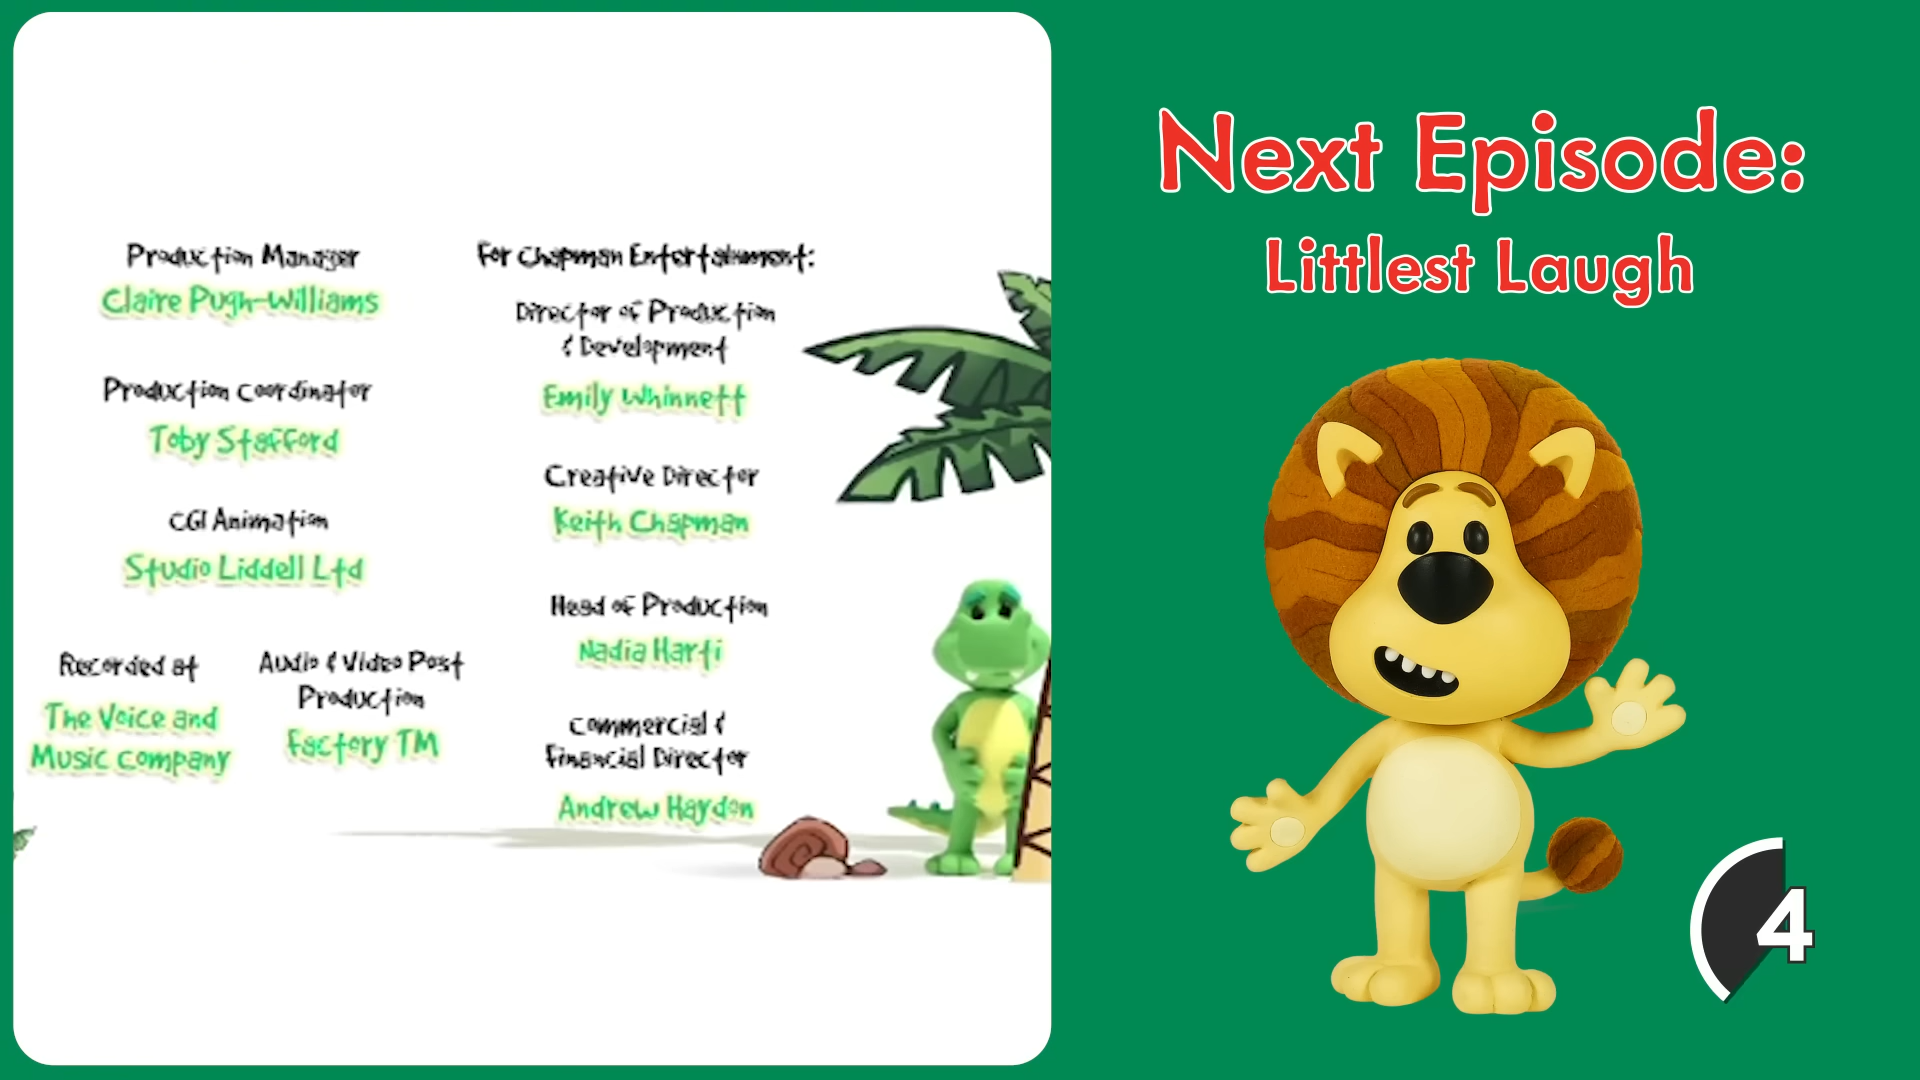 Production Manager
Claire Pugh-Williams
Production Coordinator
Toby Stafford
CGI Animation
Studio Liddell Ltd
Recorded at
The Voice and
Music Company
Audio & Video Post
Production
Factory TM
For Chapman Entertainment:
Director of Production
& Development
Emily Whinnett
Creative Director
Keith Chapman
Head of Production
Nadia Harti
Commercial &
Financial Director
Andrew Haydon
Next Episode:
Littlest Laugh
4